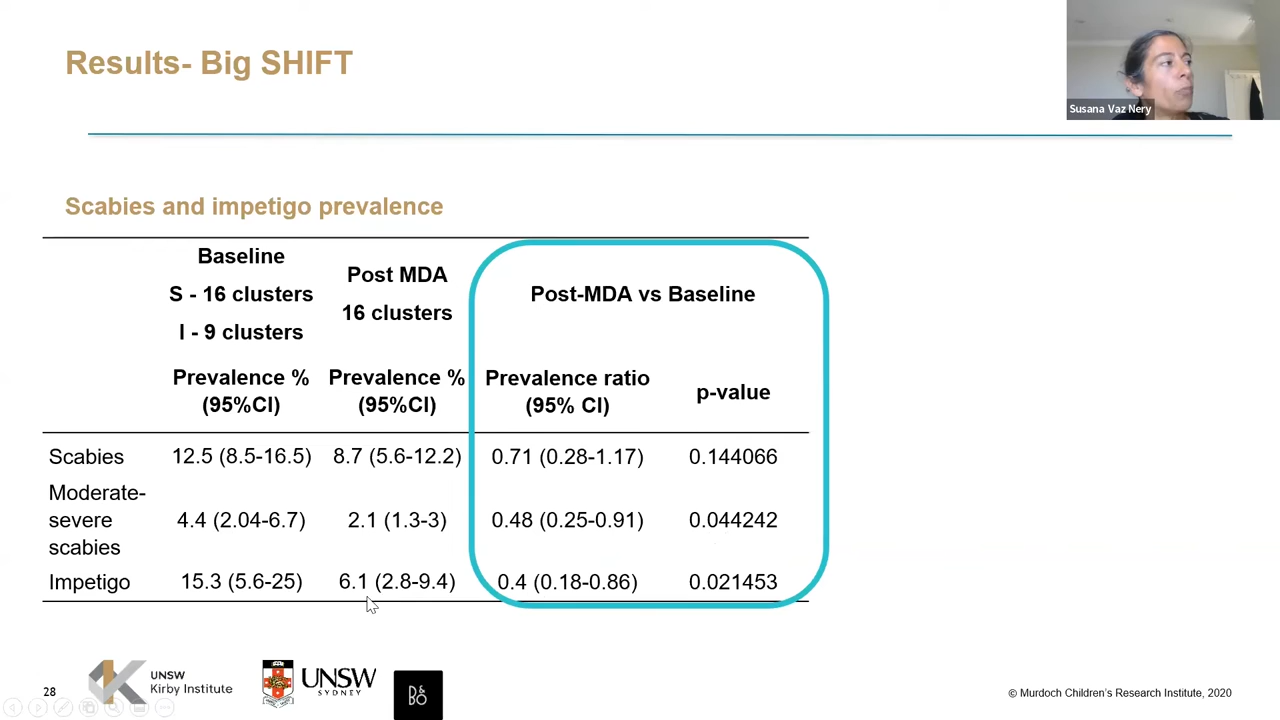 Results- Big SHIFT
Susana Vaz Nery
Scabies and impetigo prevalence
Baseline
S - 16 clusters
I - 9 clusters
Post MDA
16 clusters
Post-MDA vs Baseline
Prevalence %
(95%CI)
Prevalence %
(95%CI)
Prevalence ratio
(95% CI)
p-value
Scabies 12.5 (8.5-16.5) 8.7 (5.6-12.2) 0.71 (0.28-1.17) 0.144066
Moderate-
severe 4.4 (2.04-6.7) 2.1 (1.3-3) 0.48 (0.25-0.91) 0.044242
scabies
Impetigo 15.3 (5.6-25) 6.1 (2.8-9.4) 0.4 (0.18-0.86) 0.021453
28
UNSW
Kirby Institute
UNSW
SYDNEY
B&
BO
© Murdoch Children's Research Institute, 2020